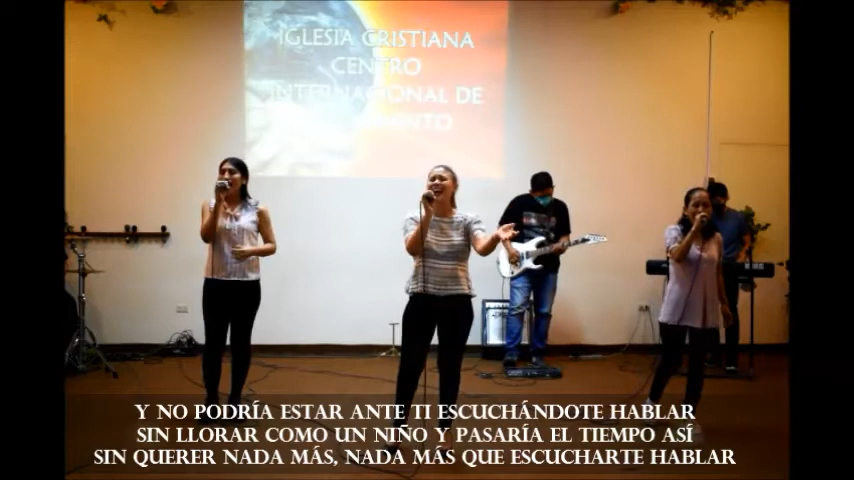 IGLESIA CRISTIANA
CENTRO
INTERNACIONAL DE
Y NO PODRÍA ESTAR ANTE TI ESCUCHÁNDOTE HABLAR
SIN LLORAR COMO UN NIÑO Y PASARÍA EL TIEMPO ASÍ
SIN QUERER NADA MÁS, NADA MÁS QUE ESCUCHARTE HABLAR